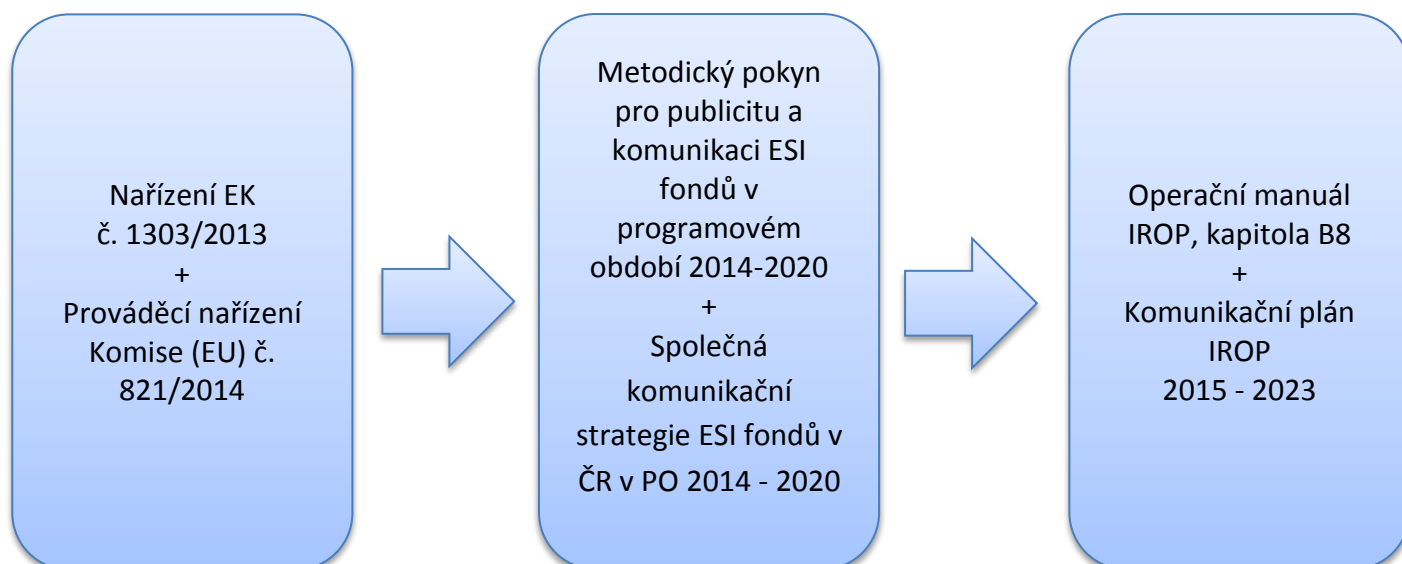 Nařízení EK
č. 1303/2013
+
Prováděcí nařízení
Komise (EU) č.
821/2014
Metodický pokyn
pro publicitu a
komunikaci ESI
fondů v
programovém
období 2014-2020
+
Společná
komunikační
strategie ESI fondů v
ČR v PO 2014 - 2020
Operační manuál
IROP, kapitola B8
+
Komunikační plán
IROP
2015 - 2023